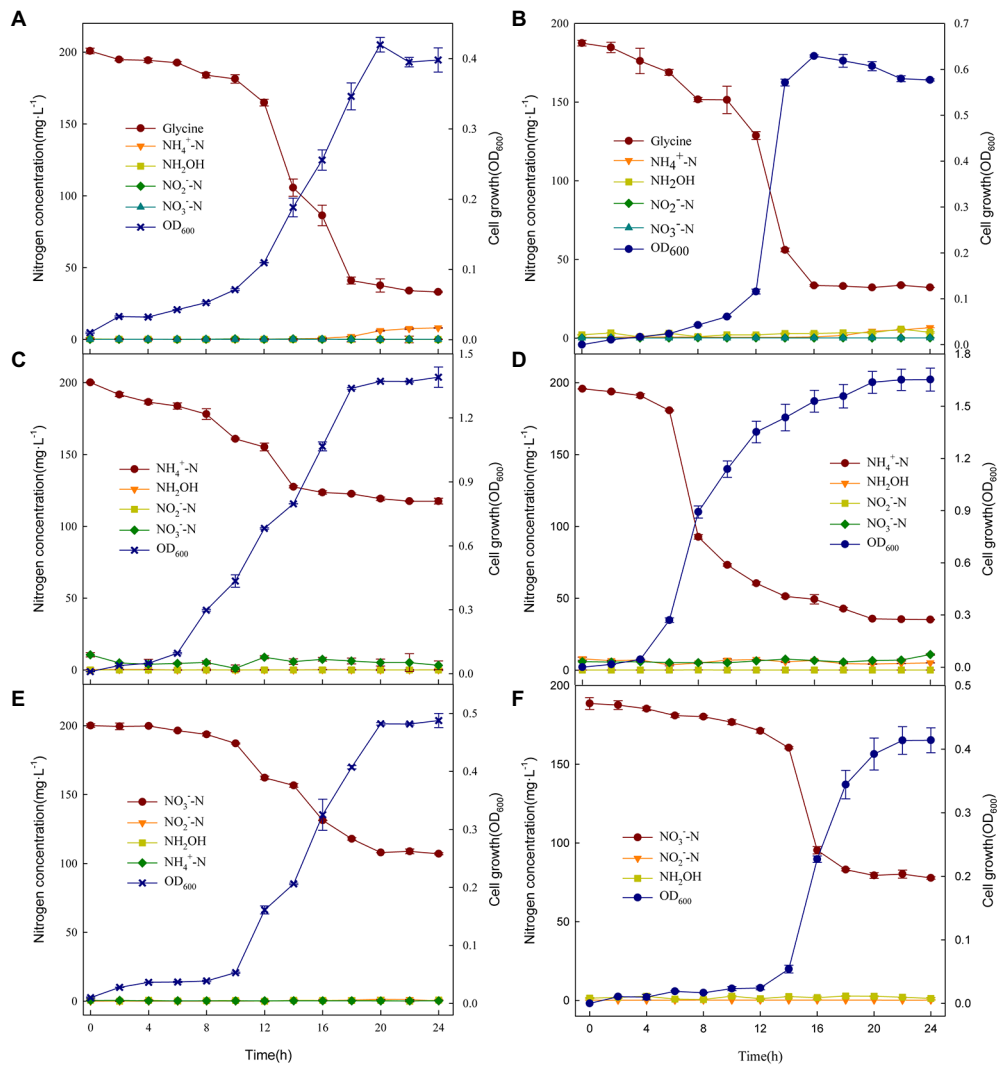 A
Nitrogen concentration(mg·L⁻¹)
200
150
100
50
0
Glycine
NH₄⁺-N
NH₂OH
NO₂⁻-N
NO₃⁻-N
OD₆₀₀
0.4
0.3
0.2
0.1
0.0
Cell growth(OD₆₀₀)
B
Nitrogen concentration(mg·L⁻¹)
200
150
100
50
0
Glycine
NH₄⁺-N
NH₂OH
NO₂⁻-N
NO₃⁻-N
OD₆₀₀
0.7
0.6
0.5
0.4
0.3
0.2
0.1
0.0
Cell growth(OD₆₀₀)
C
Nitrogen concentration(mg·L⁻¹)
200
150
100
50
0
NH₄⁺-N
NH₂OH
NO₂⁻-N
NO₃⁻-N
OD₆₀₀
1.5
1.2
0.9
0.6
0.3
0.0
Cell growth(OD₆₀₀)
D
Nitrogen concentration(mg·L⁻¹)
200
150
100
50
0
NH₄⁺-N
NH₂OH
NO₂⁻-N
NO₃⁻-N
OD₆₀₀
1.8
1.5
1.2
0.9
0.6
0.3
0.0
Cell growth(OD₆₀₀)
E
Nitrogen concentration(mg·L⁻¹)
200
150
100
50
0
NO₃⁻-N
NO₂⁻-N
NH₂OH
NH₄⁺-N
OD₆₀₀
0.5
0.4
0.3
0.2
0.1
0.0
Cell growth(OD₆₀₀)
0 4 8 12 16 20 24
Time(h)
F
Nitrogen concentration(mg·L⁻¹)
200
150
100
50
0
NO₃⁻-N
NO₂⁻-N
NH₂OH
OD₆₀₀
0.5
0.4
0.3
0.2
0.1
0.0
Cell growth(OD₆₀₀)
0 4 8 12 16 20 24
Time(h)